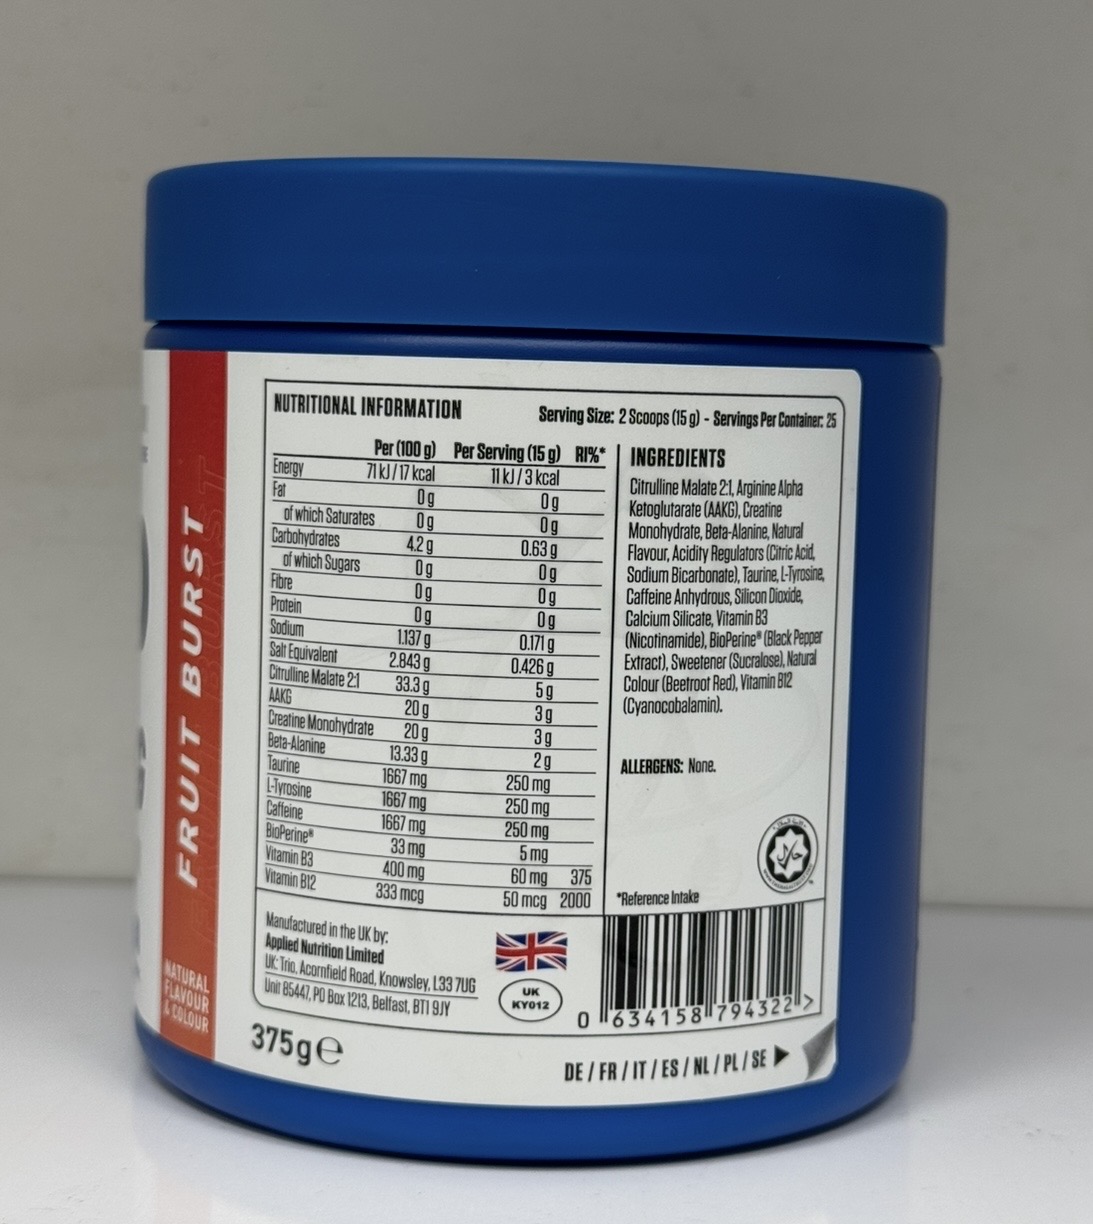 FRUIT BURST
NATURAL
FLAVOUR
& COLOUR
NUTRITIONAL INFORMATION
Serving Size: 2 Scoops (15 g) - Servings Per Container: 25
Per (100 g) Per Serving (15 g) RI%*
Energy 71 kJ / 17 kcal 11 kJ / 3 kcal
Fat 0 g 0 g
of which Saturates 0 g 0 g
Carbohydrates 4.2 g 0.63 g
of which Sugars 0 g 0 g
Fibre 0 g 0 g
Protein 0 g 0 g
Sodium 1.137 g 0.171 g
Salt Equivalent 2.843 g 0.426 g
Citrulline Malate 2:1 33.3 g 5 g
AAKG 20 g 3 g
Creatine Monohydrate 20 g 3 g
Beta-Alanine 13.33 g 2 g
Taurine 1667 mg 250 mg
L-Tyrosine 1667 mg 250 mg
Caffeine 1667 mg 250 mg
BioPerine® 33 mg 5 mg
Vitamin B3 400 mg 60 mg 375
Vitamin B12 333 mcg 50 mcg 2000
INGREDIENTS
Citrulline Malate 2:1, Arginine Alpha
Ketoglutarate (AAKG), Creatine
Monohydrate, Beta-Alanine, Natural
Flavour, Acidity Regulators (Citric Acid,
Sodium Bicarbonate), Taurine, L-Tyrosine,
Caffeine Anhydrous, Silicon Dioxide,
Calcium Silicate, Vitamin B3
(Nicotinamide), BioPerine® (Black Pepper
Extract), Sweetener (Sucralose), Natural
Colour (Beetroot Red), Vitamin B12
(Cyanocobalamin).
ALLERGENS: None.
حلال
*Reference Intake
Manufactured in the UK by:
Applied Nutrition Limited
UK: Trio, Acornfield Road, Knowsley, L33 7UG
Unit 85447, PO Box 1213, Belfast, BT1 9JY
UK
KY012
0 634158 794322 >
375g℮
DE / FR / IT / ES / NL / PL / SE ▶